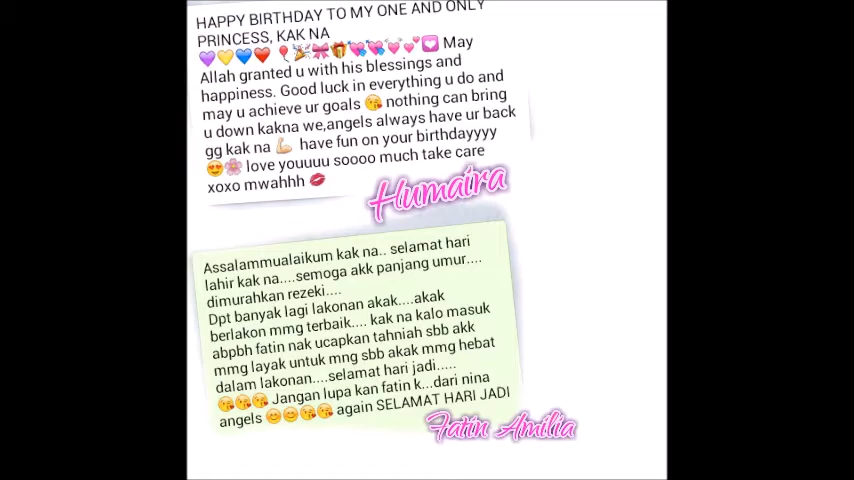 HAPPY BIRTHDAY TO MY ONE AND ONLY
PRINCESS, KAK NA
💜💛💙❤️ 🎈🎉🎀🎁💘💘💕💕💟 May
Allah granted u with his blessings and
happiness. Good luck in everything u do and
may u achieve ur goals 😘 nothing can bring
u down kakna we,angels always have ur back
gg kak na 💪🏻 have fun on your birthdayyyy
😍🌸 love youuuu soooo much take care
xoxo mwahhh 💋
Humaira
Assalammualaikum kak na.. selamat hari
lahir kak na....semoga akk panjang umur....
dimurahkan rezeki....
Dpt banyak lagi lakonan akak....akak
berlakon mmg terbaik.... kak na kalo masuk
abpbh fatin nak ucapkan tahniah sbb akk
mmg layak untuk mng sbb akak mmg hebat
dalam lakonan....selamat hari jadi.....
😘😘😘 Jangan lupa kan fatin k...dari nina
angels 😊😊😘😘 again SELAMAT HARI JADI
Fatin Amilia